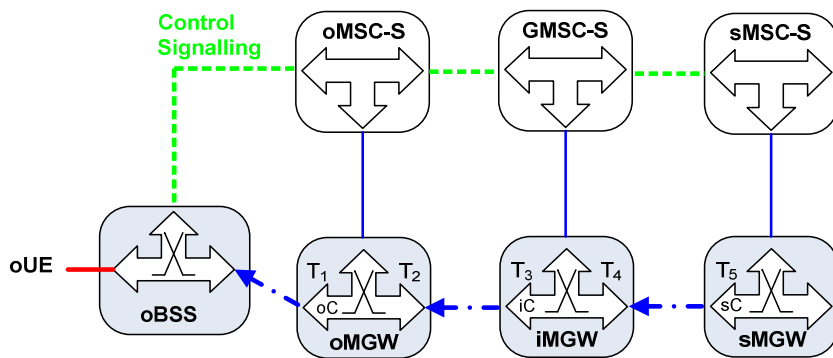 Control
Signalling
oMSC-S
GMSC-S
sMSC-S
oUE
oBSS
T1
T2
oC
oMGW
T3
T4
iC
iMGW
T5
sC
sMGW